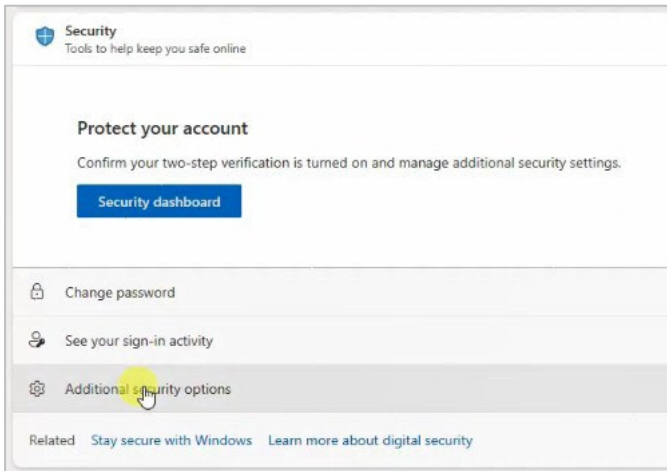 Security
Tools to help keep you safe online
Protect your account
Confirm your two-step verification is turned on and manage additional security settings.
Security dashboard
Change password
See your sign-in activity
Additional security options
Related Stay secure with Windows Learn more about digital security